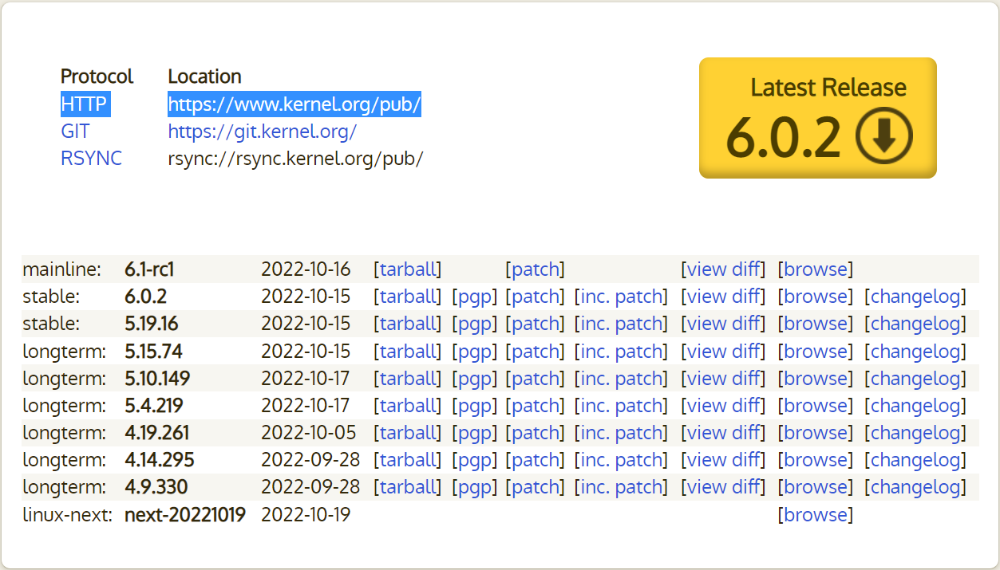 Protocol Location
HTTP https://www.kernel.org/pub/
GIT https://git.kernel.org/
RSYNC rsync://rsync.kernel.org/pub/
Latest Release
6.0.2
mainline: 6.1-rc1 2022-10-16 [tarball] [patch] [view diff] [browse]
stable: 6.0.2 2022-10-15 [tarball] [pgp] [patch] [inc. patch] [view diff] [browse] [changelog]
stable: 5.19.16 2022-10-15 [tarball] [pgp] [patch] [inc. patch] [view diff] [browse] [changelog]
longterm: 5.15.74 2022-10-15 [tarball] [pgp] [patch] [inc. patch] [view diff] [browse] [changelog]
longterm: 5.10.149 2022-10-17 [tarball] [pgp] [patch] [inc. patch] [view diff] [browse] [changelog]
longterm: 5.4.219 2022-10-17 [tarball] [pgp] [patch] [inc. patch] [view diff] [browse] [changelog]
longterm: 4.19.261 2022-10-05 [tarball] [pgp] [patch] [inc. patch] [view diff] [browse] [changelog]
longterm: 4.14.295 2022-09-28 [tarball] [pgp] [patch] [inc. patch] [view diff] [browse] [changelog]
longterm: 4.9.330 2022-09-28 [tarball] [pgp] [patch] [inc. patch] [view diff] [browse] [changelog]
linux-next: next-20221019 2022-10-19 [browse]